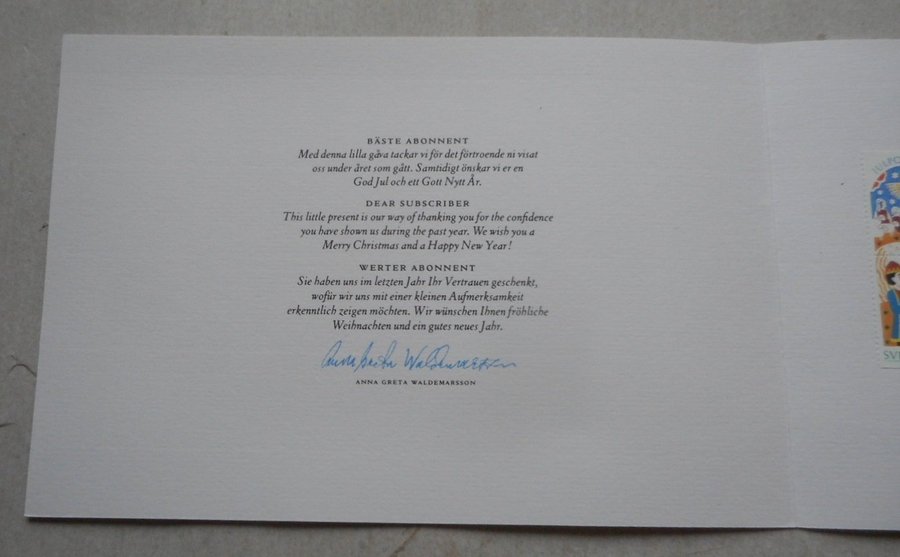 BÄSTE ABONNENT
Med denna lilla gåva tackar vi för det förtroende ni visat
oss under året som gått. Samtidigt önskar vi er en
God Jul och ett Gott Nytt År.
DEAR SUBSCRIBER
This little present is our way of thanking you for the confidence
you have shown us during the past year. We wish you a
Merry Christmas and a Happy New Year!
WERTER ABONNENT
Sie haben uns im letzten Jahr Ihr Vertrauen geschenkt,
wofür wir uns mit einer kleinen Aufmerksamkeit
erkenntlich zeigen möchten. Wir wünschen Ihnen fröhliche
Weihnachten und ein gutes neues Jahr.
Anna Greta Waldemarsson
ANNA GRETA WALDEMARSSON